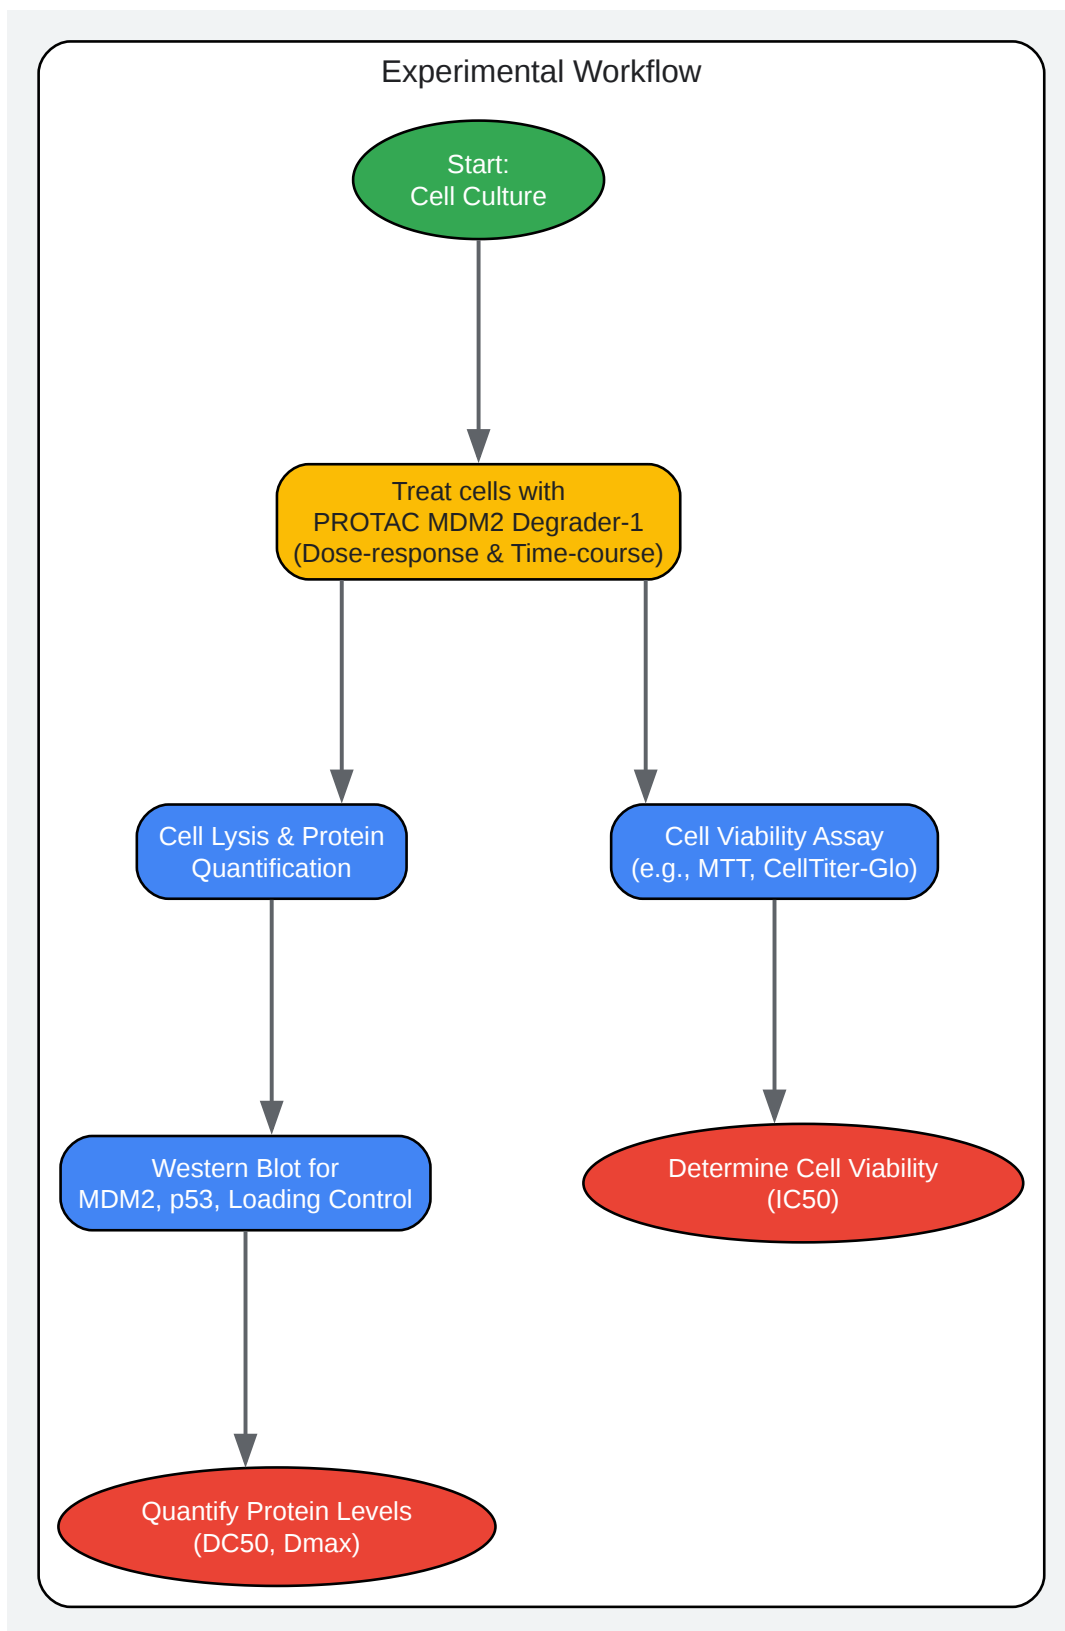 Experimental Workflow
Start:
Cell Culture
Treat cells with
PROTAC MDM2 Degrader-1
(Dose-response & Time-course)
Cell Lysis & Protein
Quantification
Cell Viability Assay
(e.g., MTT, CellTiter-Glo)
Western Blot for
MDM2, p53, Loading Control
Determine Cell Viability
(IC50)
Quantify Protein Levels
(DC50, Dmax)